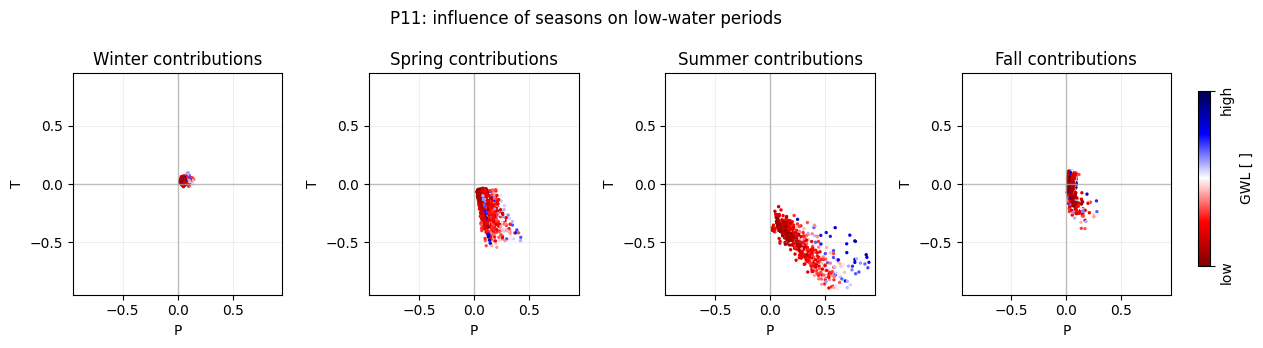 P11: influence of seasons on low-water periods
Winter contributions
Spring contributions
Summer contributions
Fall contributions
0.5
0.0
−0.5
T
−0.5
0.0
0.5
P
0.5
0.0
−0.5
T
−0.5
0.0
0.5
P
0.5
0.0
−0.5
T
−0.5
0.0
0.5
P
0.5
0.0
−0.5
T
−0.5
0.0
0.5
P
high
low
GWL [ ]